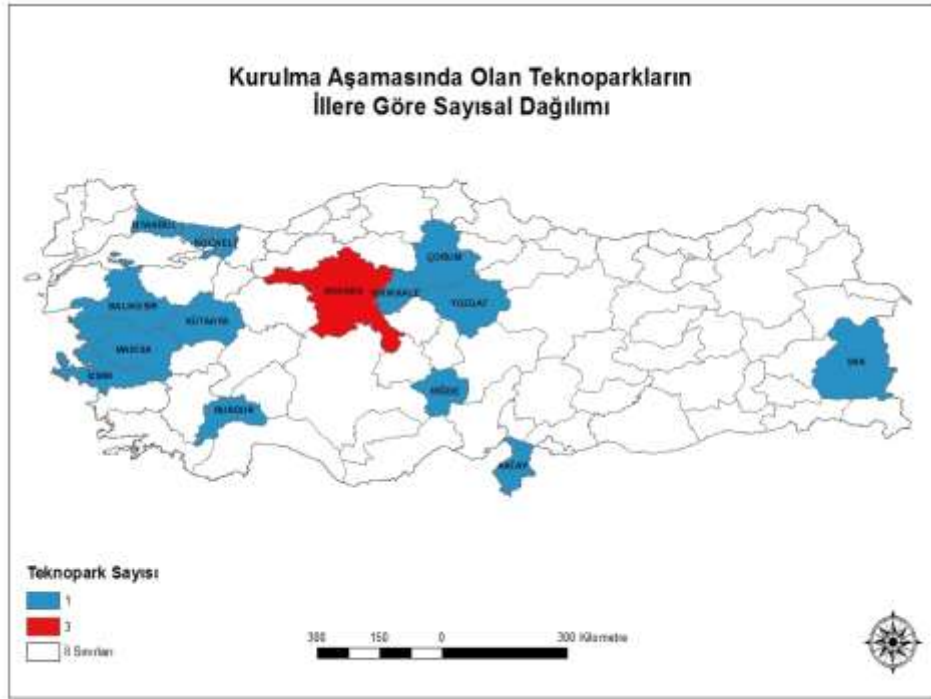 Kurulma Aşamasında Olan Teknoparkların
İllere Göre Sayısal Dağılımı
İSTANBUL
KOCAELİ
ÇORUM
ANKARA
KIRIKKALE
YOZGAT
BALIKESİR
KÜTAHYA
MANİSA
İZMİR
VAN
NİĞDE
BURDUR
HATAY
Teknopark Sayısı
1
3
İl Sınırları
300 150 0 300 Kilometre